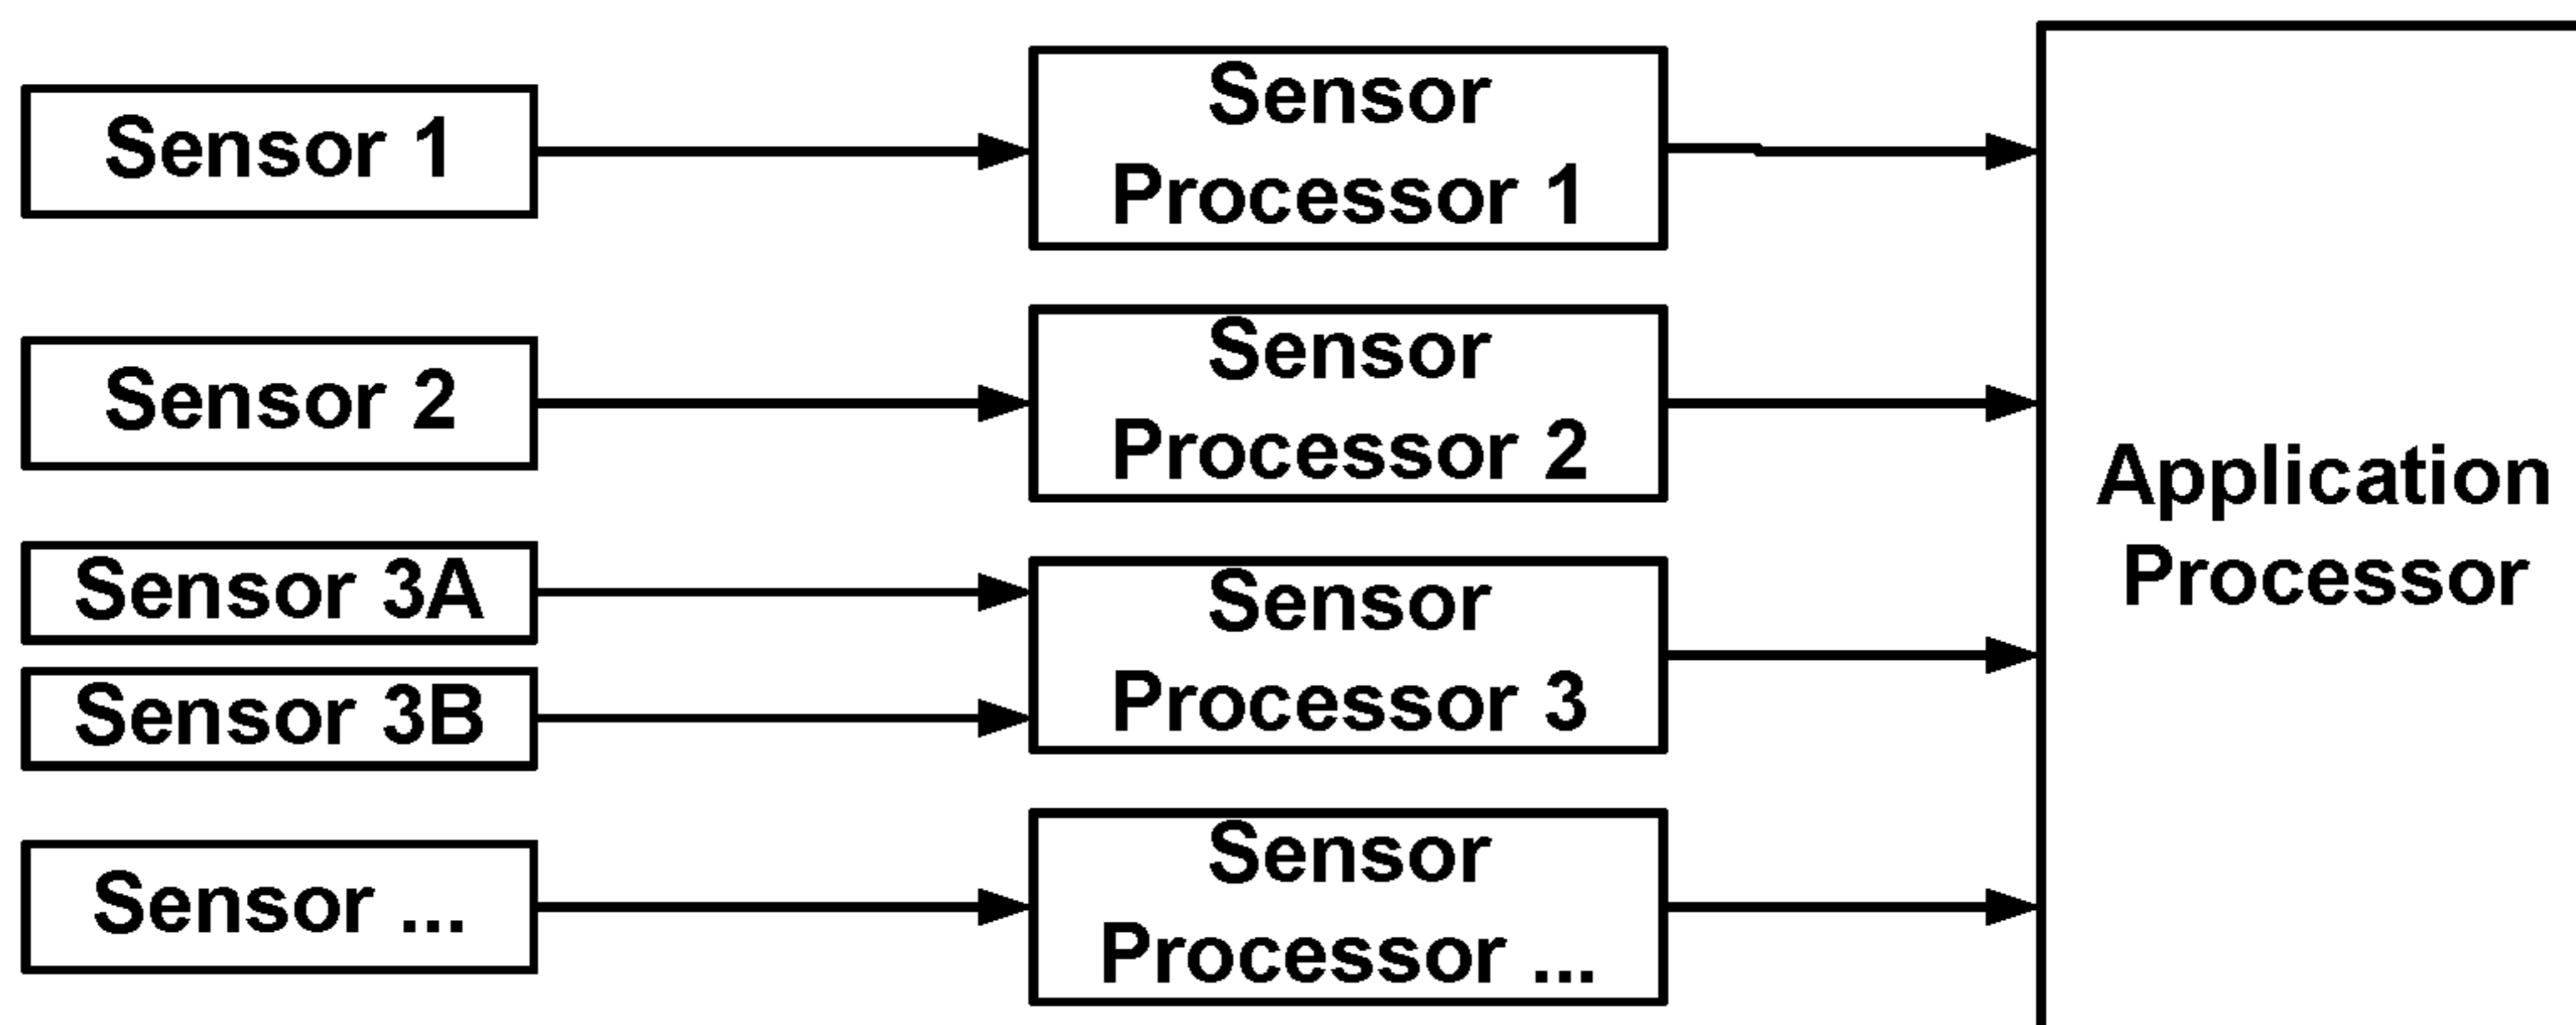 Sensor 1
Sensor
Processor 1
Sensor 2
Sensor
Processor 2
Sensor 3A
Sensor 3B
Sensor
Processor 3
Sensor ...
Sensor
Processor ...
Application
Processor